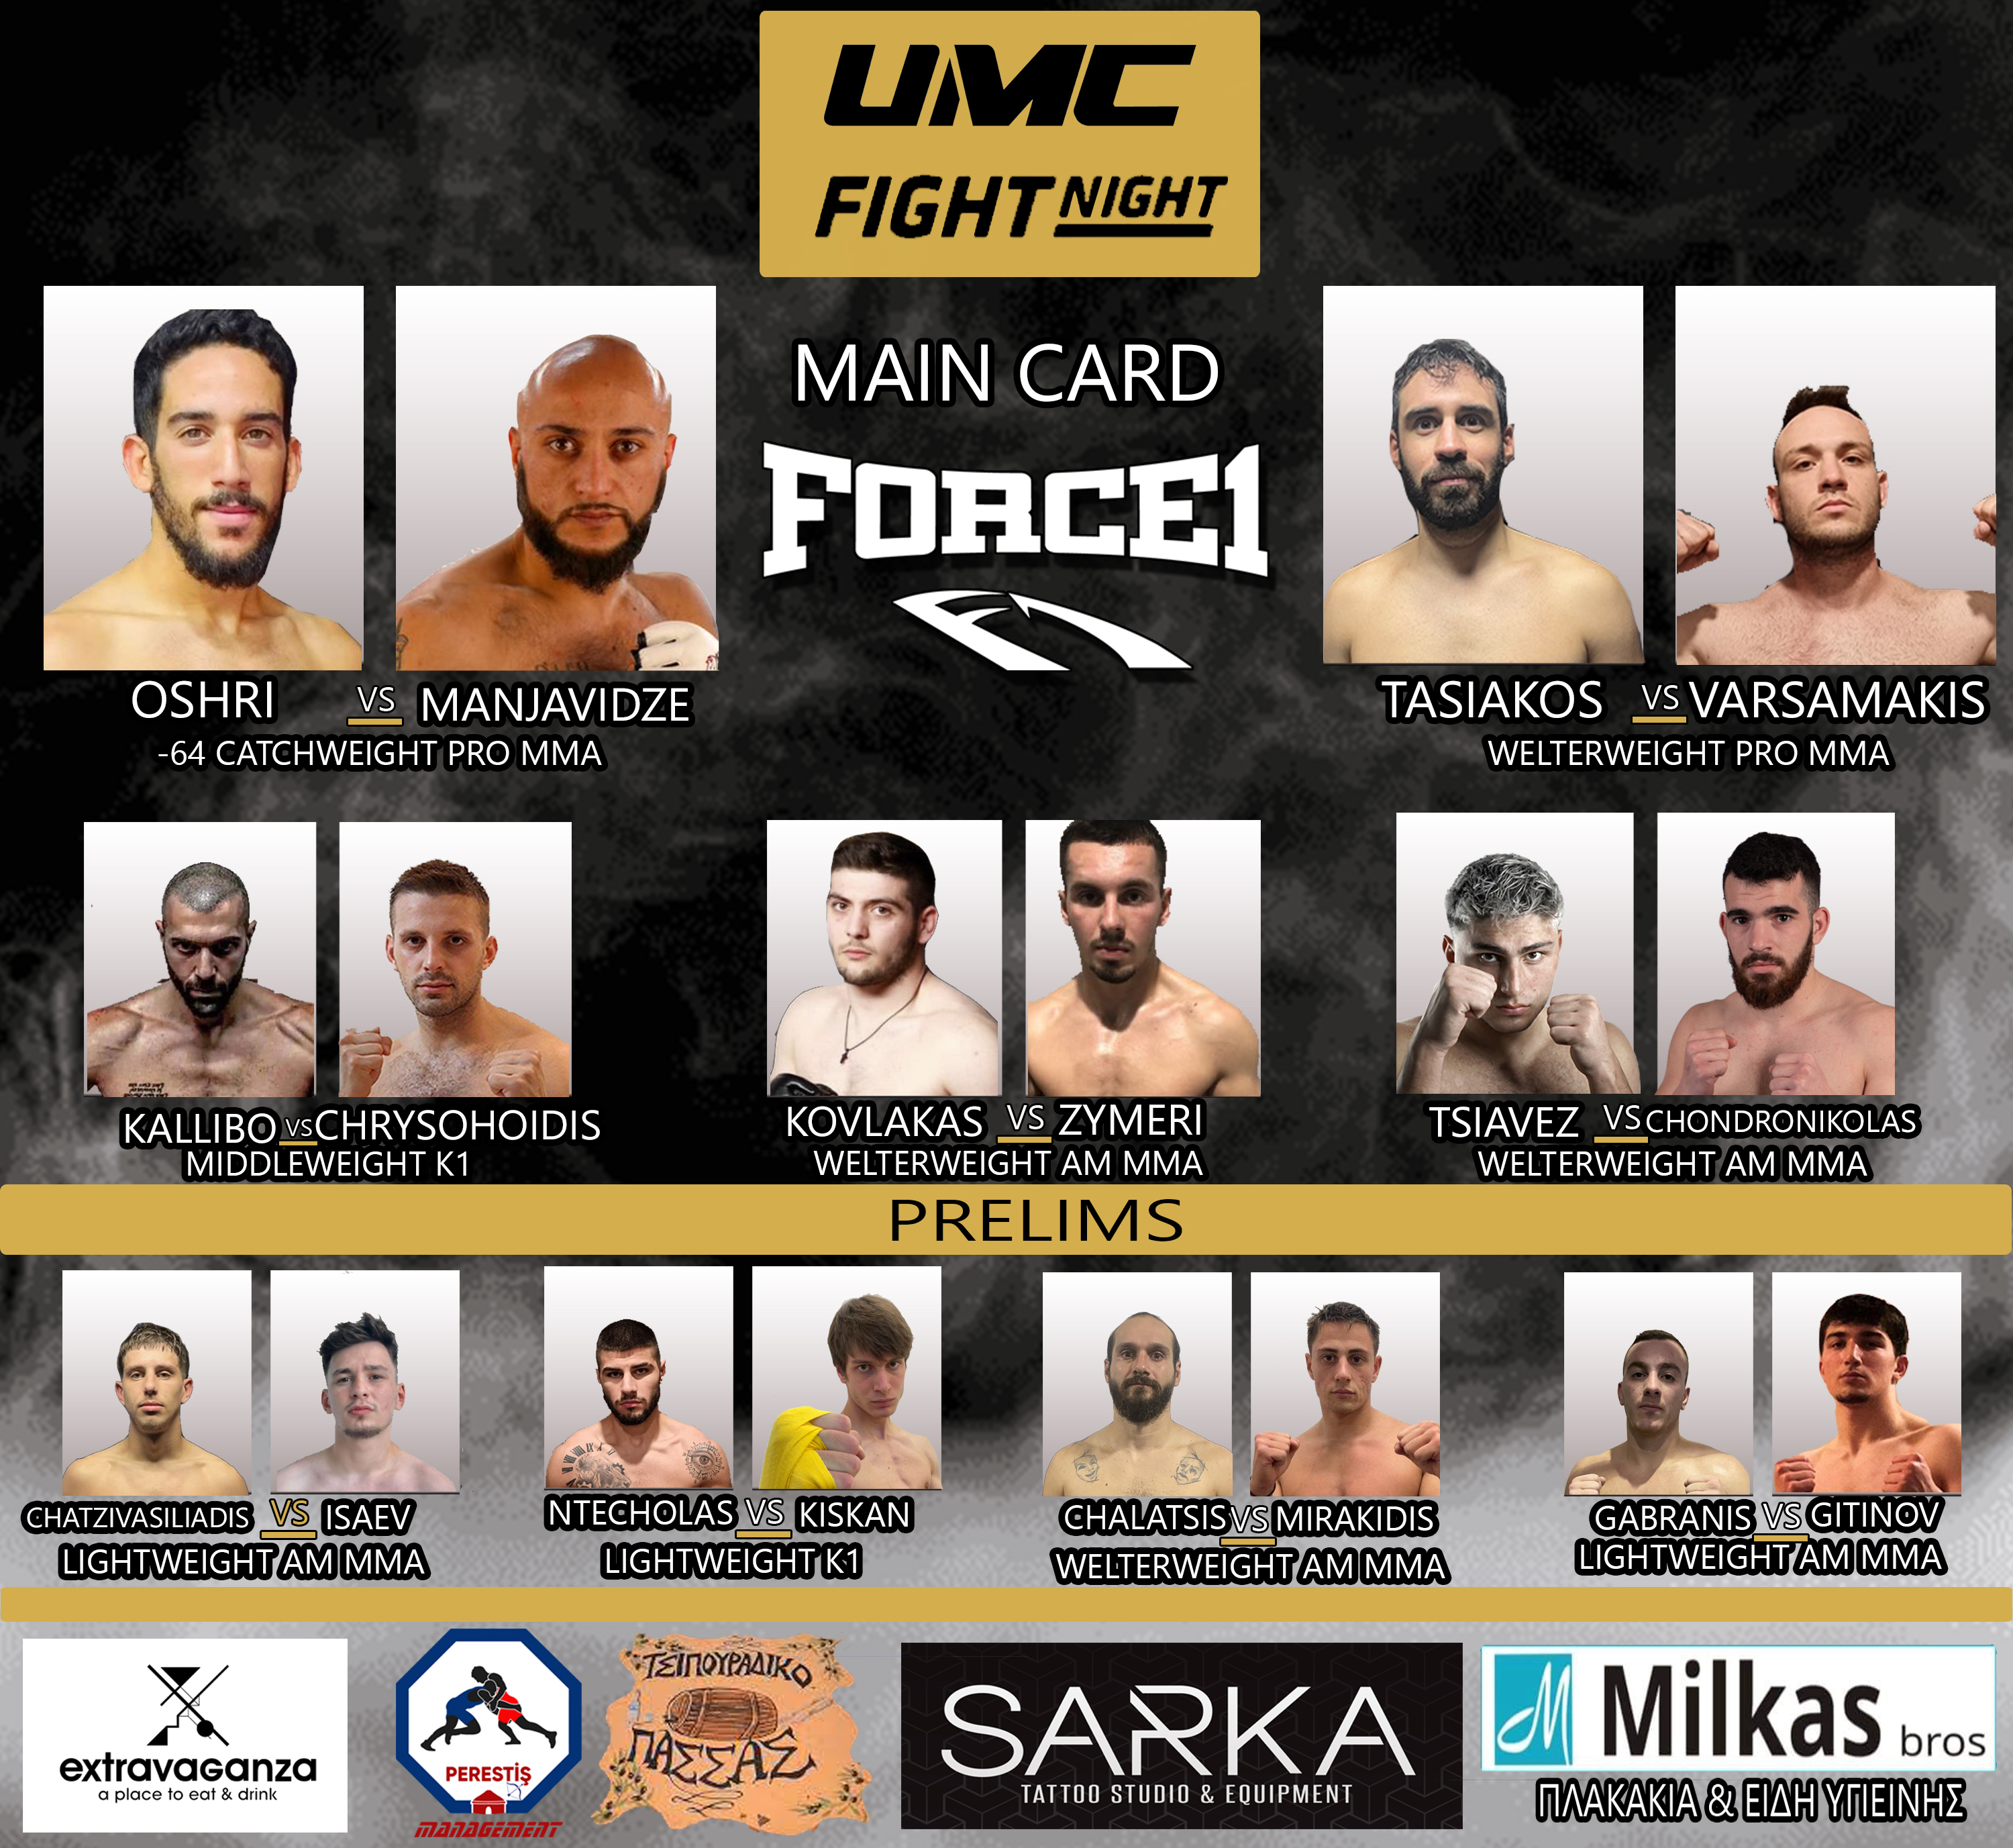 UMC
FIGHT NIGHT
MAIN CARD
FORCE1
OSHRI VS MANJAVIDZE
-64 CATCHWEIGHT PRO MMA
TASIAKOS VS VARSAMAKIS
WELTERWEIGHT PRO MMA
KALLIBO VS CHRYSOHOIDIS
MIDDLEWEIGHT K1
KOVLAKAS VS ZYMERI
WELTERWEIGHT AM MMA
TSIAVEZ VS CHONDRONIKOLAS
WELTERWEIGHT AM MMA
PRELIMS
CHATZIVASILIADIS VS ISAEV
LIGHTWEIGHT AM MMA
NTECHOLAS VS KISKAN
LIGHTWEIGHT K1
CHALATSIS VS MIRAKIDIS
WELTERWEIGHT AM MMA
GABRANIS VS GITINOV
LIGHTWEIGHT AM MMA
extravaGanza
a place to eat & drink
PERESTİŞ
MANAGEMENT
ΤΣΙΠΟΥΡΑΔΙΚΟ
ΠΑΣΣΑΣ
SARKA
TATTOO STUDIO & EQUIPMENT
Milkas bros
ΠΛΑΚΑΚΙΑ & ΕΙΔΗ ΥΓΙΕΙΝΗΣ